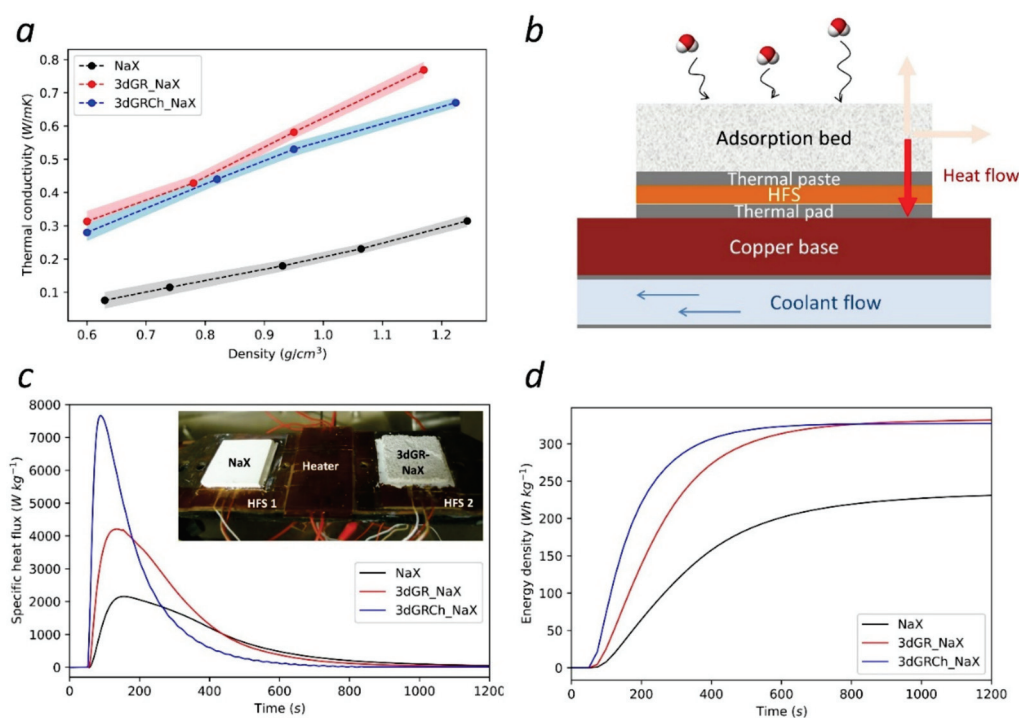 a
NaX
3dGR_NaX
3dGRCh_NaX
Thermal conductivity (W/mK)
0.8
0.7
0.6
0.5
0.4
0.3
0.2
0.1
0.6
0.7
0.8
0.9
1.0
1.1
1.2
Density (g/cm³)
b
Adsorption bed
Thermal paste
HFS
Thermal pad
Heat flow
Copper base
Coolant flow
c
Specific heat flux (W kg⁻¹)
8000
7000
6000
5000
4000
3000
2000
1000
0
NaX
Heater
3dGR-
NaX
HFS 1
HFS 2
NaX
3dGR_NaX
3dGRCh_NaX
0
200
400
600
800
1000
1200
Time (s)
d
Energy density (Wh kg⁻¹)
300
250
200
150
100
50
0
NaX
3dGR_NaX
3dGRCh_NaX
0
200
400
600
800
1000
1200
Time (s)